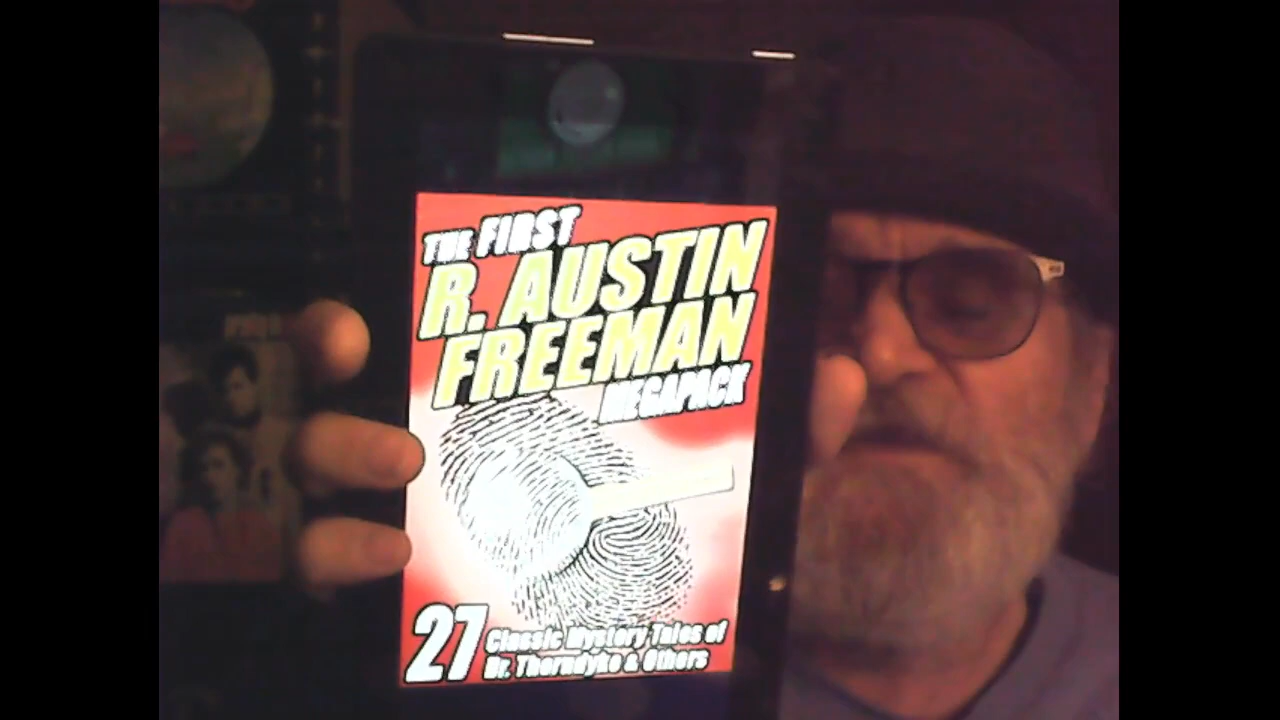 THE FIRST
R. AUSTIN
FREEMAN
MEGAPACK
27
Classic Mystery Tales of
Dr. Thorndyke & Others